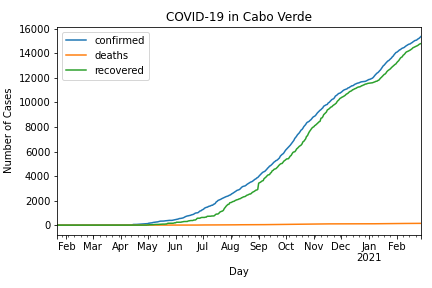 COVID-19 in Cabo Verde
confirmed
deaths
recovered
Number of Cases
16000
14000
12000
10000
8000
6000
4000
2000
0
Feb Mar Apr May Jun Jul Aug Sep Oct Nov Dec Jan Feb
2021
Day